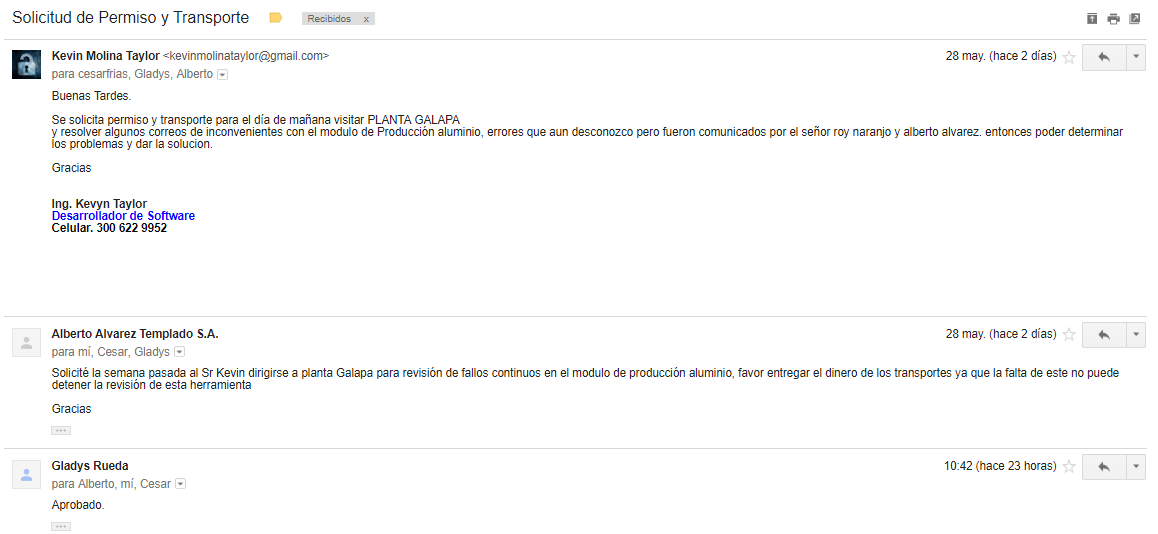 Solicitud de Permiso y Transporte
Recibidos x
Kevin Molina Taylor <kevinmolinataylor@gmail.com>
28 may. (hace 2 días)
para cesarfrias, Gladys, Alberto
Buenas Tardes.
Se solicita permiso y transporte para el día de mañana visitar PLANTA GALAPA
y resolver algunos correos de inconvenientes con el modulo de Producción aluminio, errores que aun desconozco pero fueron comunicados por el señor roy naranjo y alberto alvarez. entonces poder determinar
los problemas y dar la solucion.
Gracias
Ing. Kevyn Taylor
Desarrollador de Software
Celular. 300 622 9952
Alberto Alvarez Templado S.A.
28 may. (hace 2 días)
para mí, Cesar, Gladys
Solicité la semana pasada al Sr Kevin dirigirse a planta Galapa para revisión de fallos continuos en el modulo de producción aluminio, favor entregar el dinero de los transportes ya que la falta de este no puede
detener la revisión de esta herramienta
Gracias
Gladys Rueda
10:42 (hace 23 horas)
para Alberto, mí, Cesar
Aprobado.